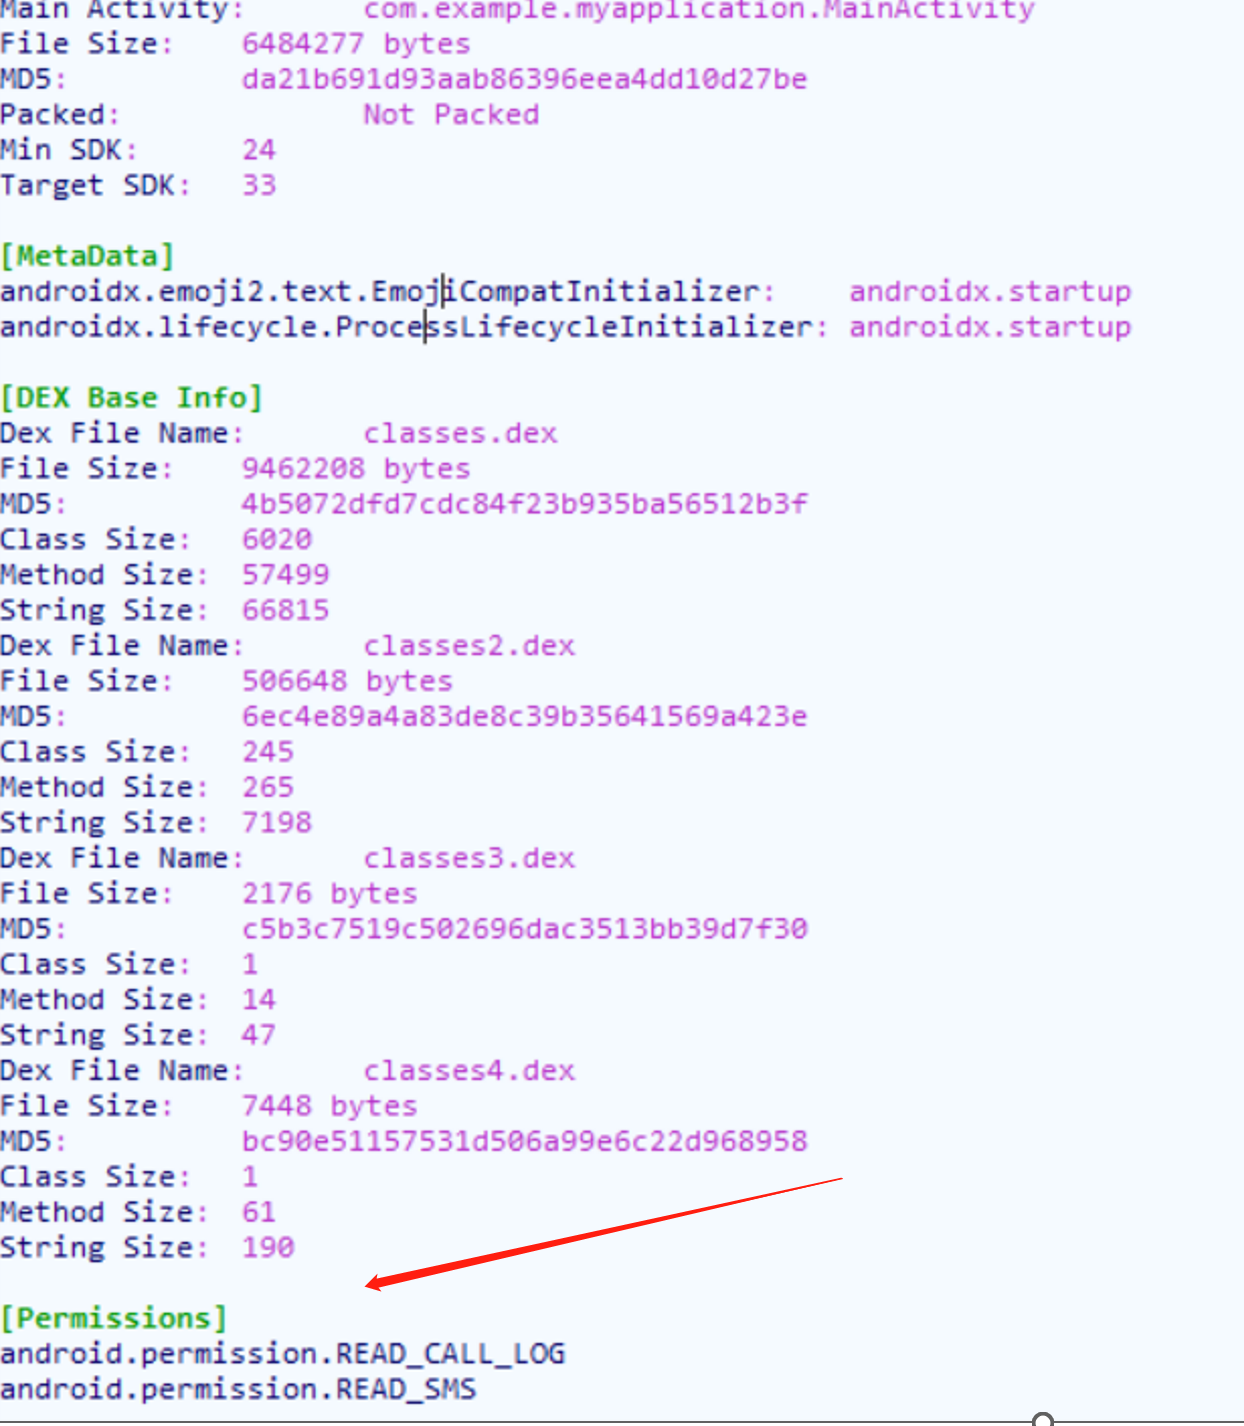 Main Activity: com.example.myapplication.MainActivity
File Size: 6484277 bytes
MD5: da21b691d93aab86396eea4dd10d27be
Packed: Not Packed
Min SDK: 24
Target SDK: 33
[MetaData]
androidx.emoji2.text.EmojiCompatInitializer: androidx.startup
androidx.lifecycle.ProcessLifecycleInitializer: androidx.startup
[DEX Base Info]
Dex File Name: classes.dex
File Size: 9462208 bytes
MD5: 4b5072dfd7cdc84f23b935ba56512b3f
Class Size: 6020
Method Size: 57499
String Size: 66815
Dex File Name: classes2.dex
File Size: 506648 bytes
MD5: 6ec4e89a4a83de8c39b35641569a423e
Class Size: 245
Method Size: 265
String Size: 7198
Dex File Name: classes3.dex
File Size: 2176 bytes
MD5: c5b3c7519c502696dac3513bb39d7f30
Class Size: 1
Method Size: 14
String Size: 47
Dex File Name: classes4.dex
File Size: 7448 bytes
MD5: bc90e51157531d506a99e6c22d968958
Class Size: 1
Method Size: 61
String Size: 190
[Permissions]
android.permission.READ_CALL_LOG
android.permission.READ_SMS